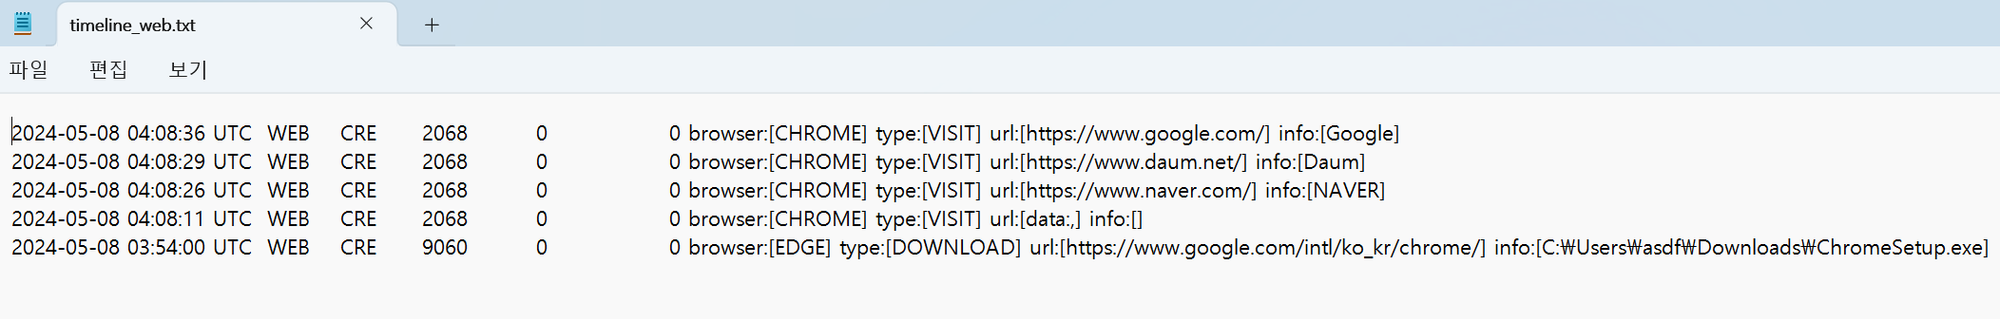 timeline_web.txt
파일 편집 보기
2024-05-08 04:08:36 UTC WEB CRE 2068 0 0 browser:[CHROME] type:[VISIT] url:[https://www.google.com/] info:[Google]
2024-05-08 04:08:29 UTC WEB CRE 2068 0 0 browser:[CHROME] type:[VISIT] url:[https://www.daum.net/] info:[Daum]
2024-05-08 04:08:26 UTC WEB CRE 2068 0 0 browser:[CHROME] type:[VISIT] url:[https://www.naver.com/] info:[NAVER]
2024-05-08 04:08:11 UTC WEB CRE 2068 0 0 browser:[CHROME] type:[VISIT] url:[data:,] info:[]
2024-05-08 03:54:00 UTC WEB CRE 9060 0 0 browser:[EDGE] type:[DOWNLOAD] url:[https://www.google.com/intl/ko_kr/chrome/] info:[C:₩Users₩asdf₩Downloads₩ChromeSetup.exe]